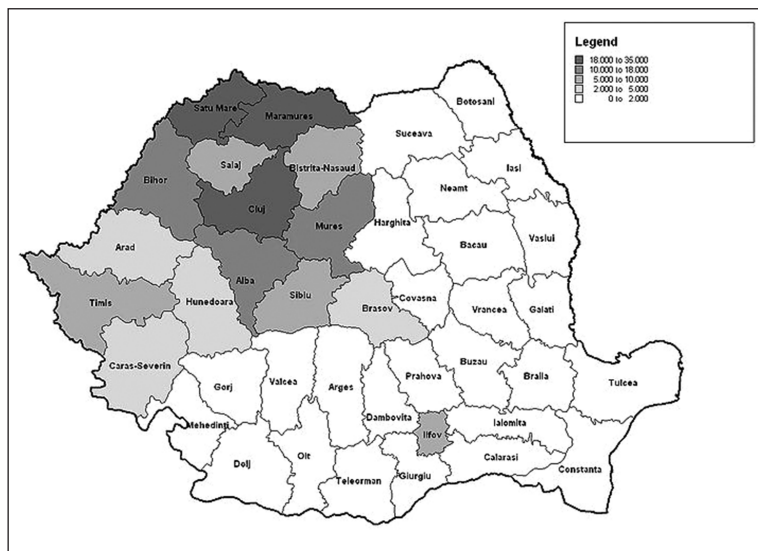 Legend
18.000 to 35.000
10.000 to 18.000
5.000 to 10.000
2.000 to 5.000
0 to 2.000
Satu Mare
Maramures
Botosani
Suceava
Salaj
Bistrita-Nasaud
Iasi
Bihor
Neamt
Cluj
Mures
Harghita
Vaslui
Arad
Bacau
Alba
Timis
Hunedoara
Sibiu
Brasov
Covasna
Vrancea
Galati
Caras-Severin
Gorj
Valcea
Arges
Prahova
Buzau
Braila
Tulcea
Dambovita
Mehedinti
Ilfov
Ialomita
Dolj
Olt
Teleorman
Giurgiu
Calarasi
Constanta